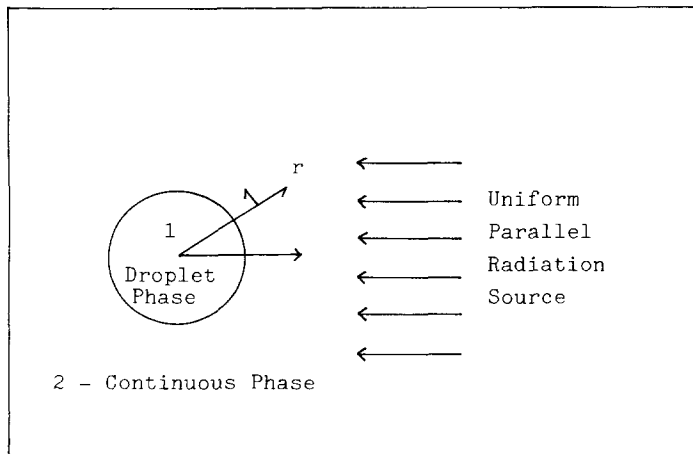 r
1
Droplet
Phase
Uniform
Parallel
Radiation
Source
2 - Continuous Phase